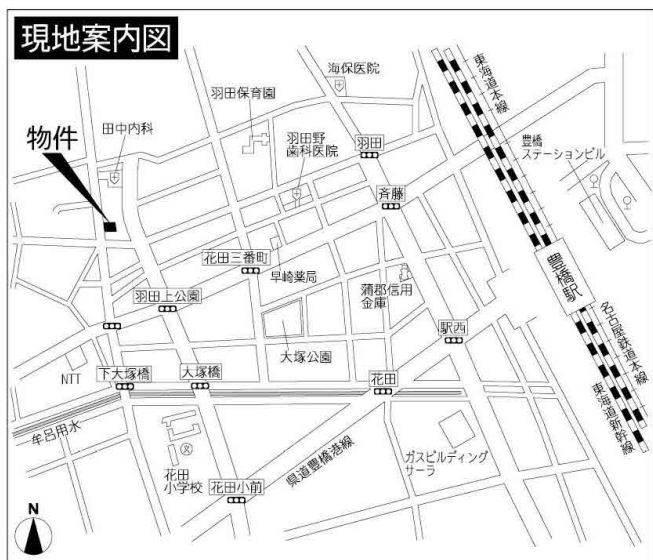 現地案内図
海保医院
東海道本線
羽田保育園
田中内科
物件
羽田野
歯科医院
羽田
豊橋
ステーションビル
斉藤
花田三番町
早崎薬局
豊橋駅
羽田上公園
蒲郡信用
金庫
名古屋鉄道本線
駅西
大塚公園
NTT
下大塚橋
大塚橋
花田
東海道新幹線
牟呂用水
県道豊橋港線
ガスビルディング
サーラ
花田
小学校
花田小前
N